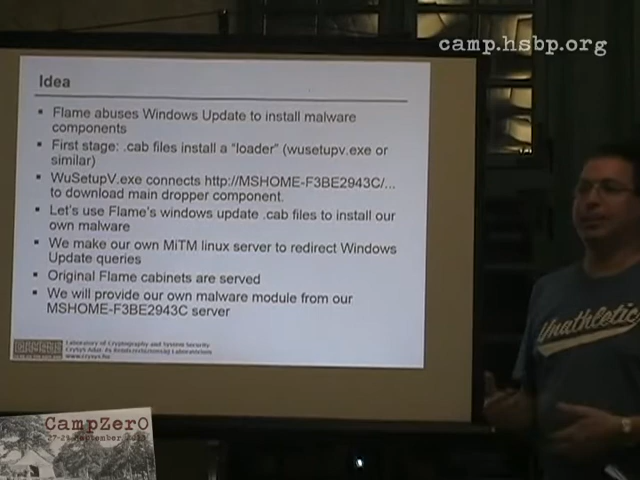 camp.hsbp.org
Idea
Flame abuses Windows Update to install malware
components
First stage: .cab files install a "loader" (wusetupv.exe or
similar)
WuSetupV.exe connects http://MSHOME-F3BE2943C/...
to download main dropper component.
Let's use Flame's windows update .cab files to install our
own malware
We make our own MiTM linux server to redirect Windows
Update queries
Original Flame cabinets are served
We will provide our own malware module from our
MSHOME-F3BE2943C server
Laboratory of Cryptography and System Security
www.crysys.hu
Unathletic
CampZer0